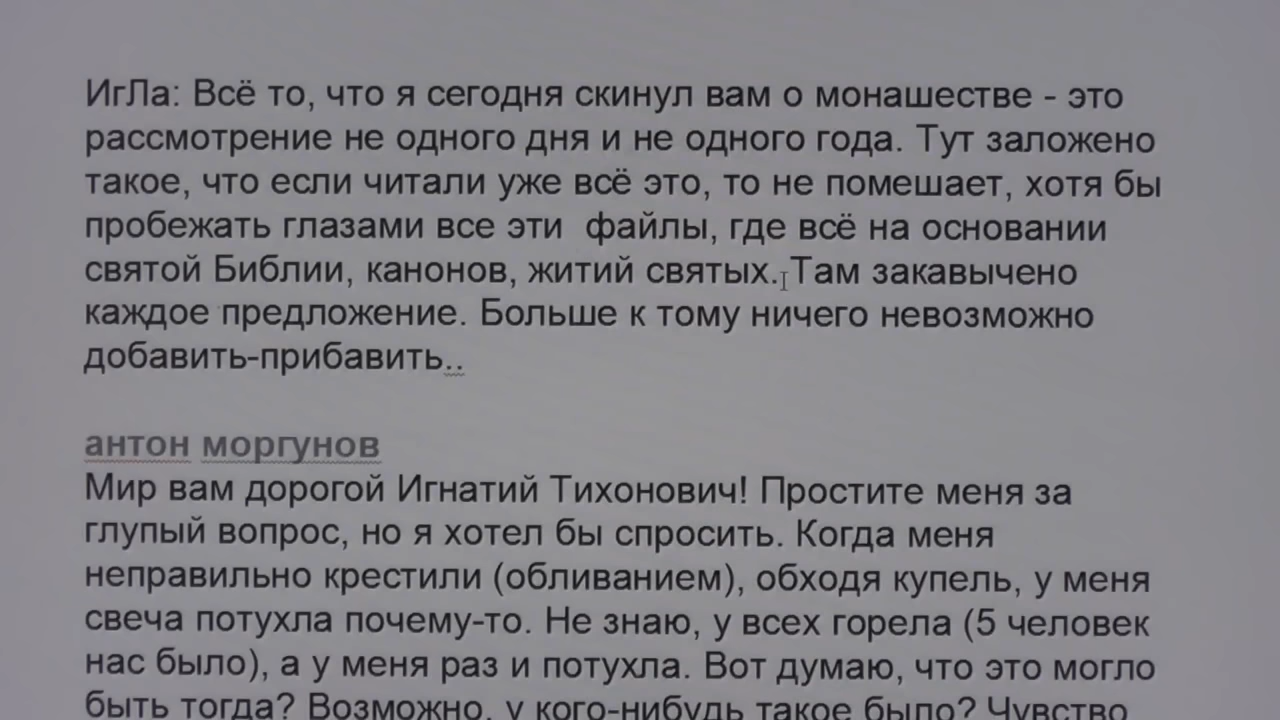 ИгЛа: Всё то, что я сегодня скинул вам о монашестве - это
рассмотрение не одного дня и не одного года. Тут заложено
такое, что если читали уже всё это, то не помешает, хотя бы
пробежать глазами все эти  файлы, где всё на основании
святой Библии, канонов, житий святых. Там закавычено
каждое предложение. Больше к тому ничего невозможно
добавить-прибавить..
антон моргунов
Мир вам дорогой Игнатий Тихонович! Простите меня за
глупый вопрос, но я хотел бы спросить. Когда меня
неправильно крестили (обливанием), обходя купель, у меня
свеча потухла почему-то. Не знаю, у всех горела (5 человек
нас было), а у меня раз и потухла. Вот думаю, что это могло
быть тогда? Возможно, у кого-нибудь такое было? Чувство